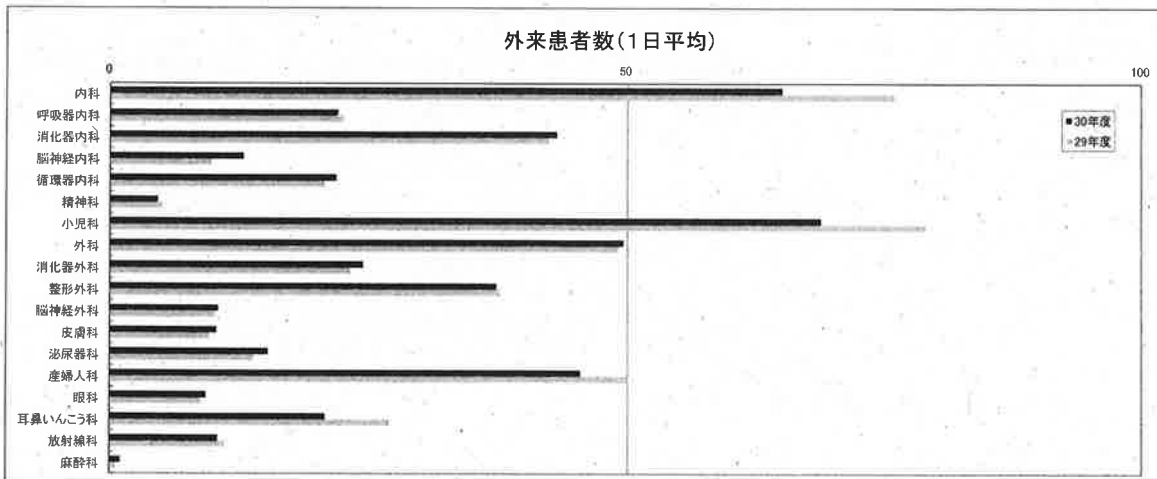 外来患者数(1日平均)
0 50 100
内科
呼吸器内科
消化器内科
脳神経内科
循環器内科
精神科
小児科
外科
消化器外科
整形外科
脳神経外科
皮膚科
泌尿器科
産婦人科
眼科
耳鼻いんこう科
放射線科
麻酔科
30年度
29年度